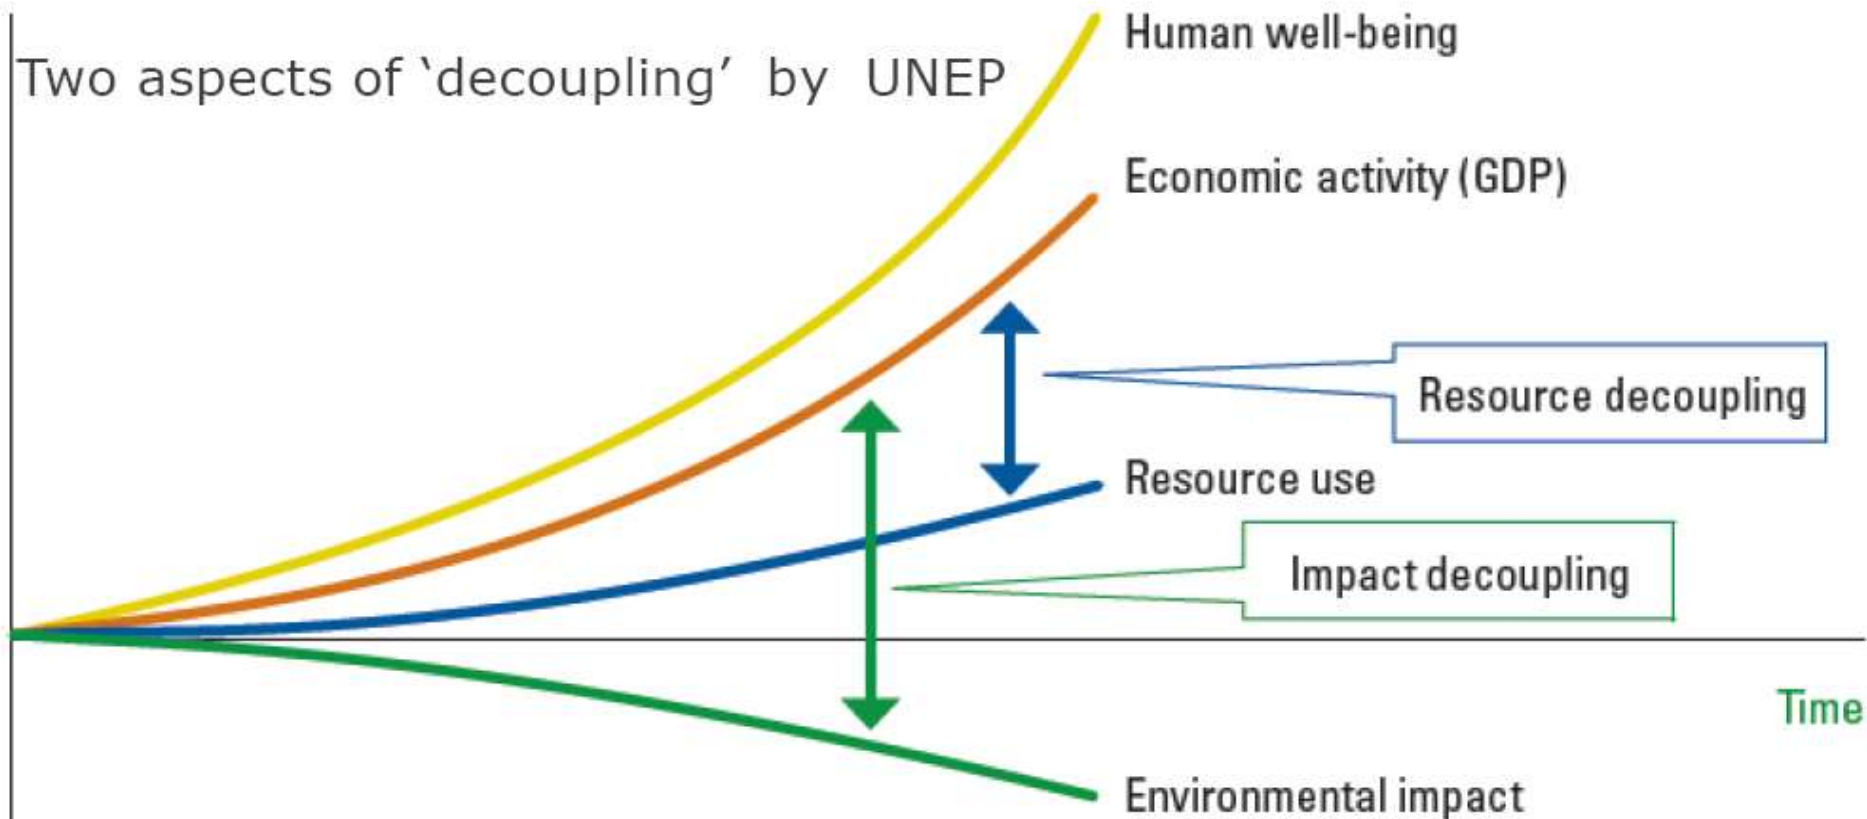 Human well-being
Two aspects of ‘decoupling’ by UNEP
Economic activity (GDP)
Resource decoupling
Resource use
Impact decoupling
Time
Environmental impact